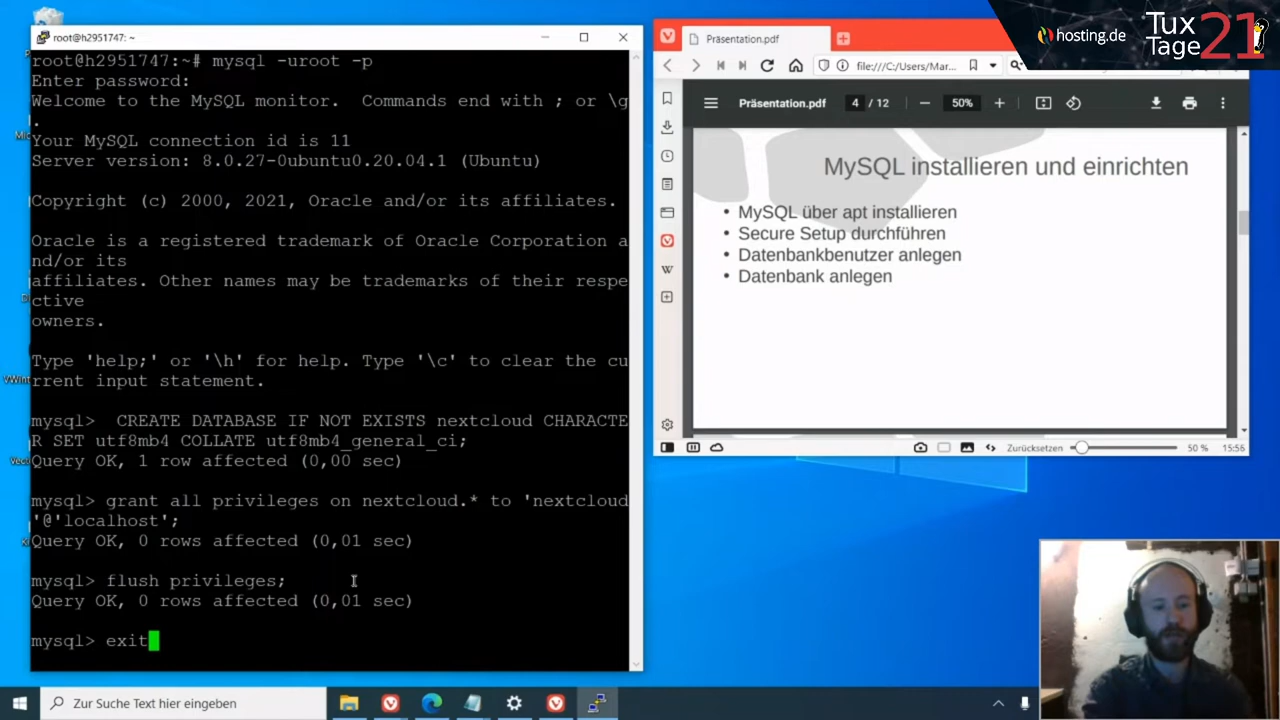 root@h2951747: ~
root@h2951747:~# mysql -uroot -p
Enter password:
Welcome to the MySQL monitor.  Commands end with ; or \g
.
Your MySQL connection id is 11
Server version: 8.0.27-0ubuntu0.20.04.1 (Ubuntu)
Copyright (c) 2000, 2021, Oracle and/or its affiliates.
Oracle is a registered trademark of Oracle Corporation a
nd/or its
affiliates. Other names may be trademarks of their respe
ctive
owners.
Type 'help;' or '\h' for help. Type '\c' to clear the cu
rrent input statement.
mysql>  CREATE DATABASE IF NOT EXISTS nextcloud CHARACTE
R SET utf8mb4 COLLATE utf8mb4_general_ci;
Query OK, 1 row affected (0,00 sec)
mysql> grant all privileges on nextcloud.* to 'nextcloud
'@'localhost';
Query OK, 0 rows affected (0,01 sec)
mysql> flush privileges;
Query OK, 0 rows affected (0,01 sec)
mysql> exit
Präsentation.pdf
file:///C:/Users/Mar...
Präsentation.pdf
4 / 12
50%
MySQL installieren und einrichten
• MySQL über apt installieren
• Secure Setup durchführen
• Datenbankbenutzer anlegen
• Datenbank anlegen
Zurücksetzen
50 %
15:56
hosting.de
Tux
Tage
21
Zur Suche Text hier eingeben